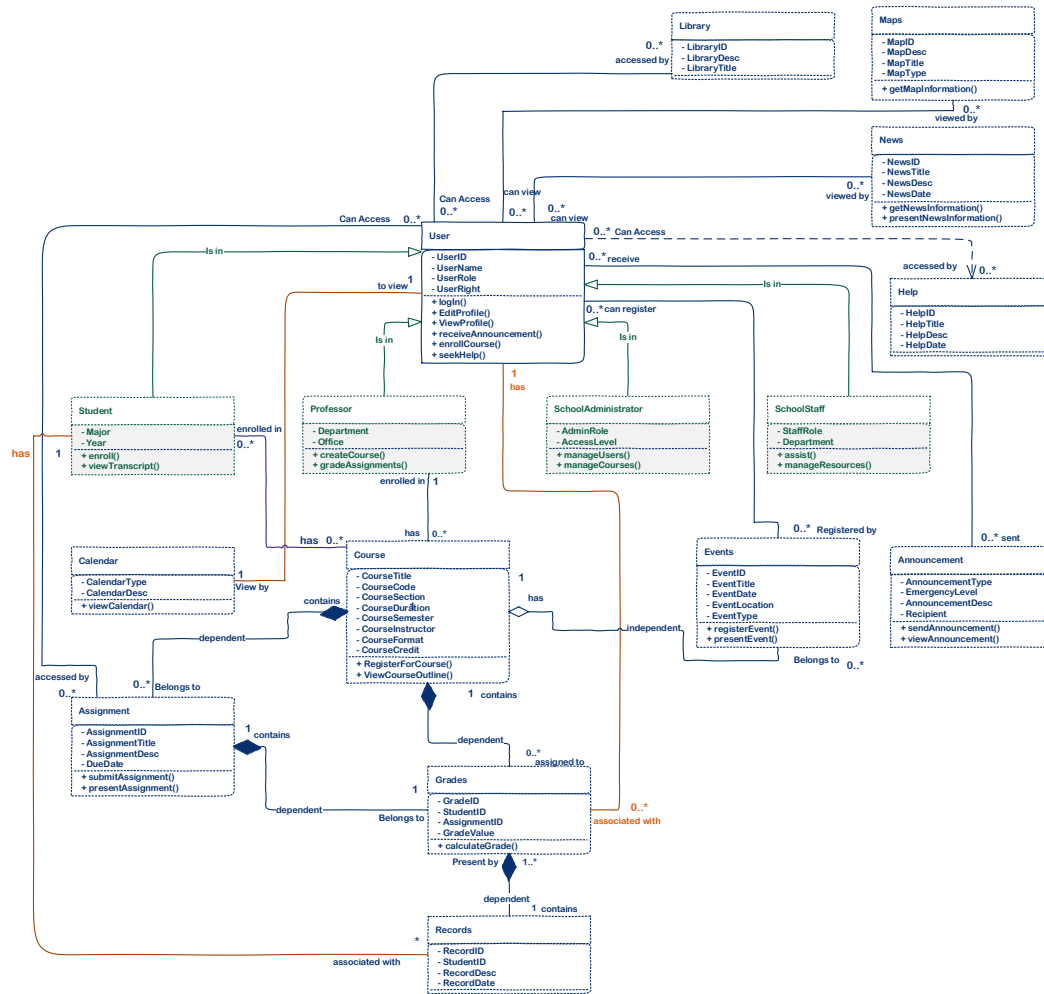 Library
- LibraryID
- LibraryDesc
- LibraryTitle
0..*
accessed by
Maps
- MapID
- MapDesc
- MapTitle
- MapType
+ getMapInformation()
0..*
viewed by
News
- NewsID
- NewsTitle
- NewsDesc
- NewsDate
+ getNewsInformation()
+ presentNewsInformation()
0..*
viewed by
Can Access
0..*
can view
0..*
0..*
can view
Can Access
0..*
User
- UserID
- UserName
- UserRole
- UserRight
+ logIn()
+ EditProfile()
+ ViewProfile()
+ receiveAnnouncement()
+ enrollCourse()
+ seekHelp()
0..* Can Access
0..* receive
accessed by
0..*
Help
- HelpID
- HelpTitle
- HelpDesc
- HelpDate
Is in
1
to view
Is in
0..* can register
Is in
Is in
1
has
Student
- Major
- Year
+ enroll()
+ viewTranscript()
has
1
enrolled in
0..*
Professor
- Department
- Office
+ createCourse()
+ gradeAssignments()
enrolled in
1
SchoolAdministrator
- AdminRole
- AccessLevel
+ manageUsers()
+ manageCourses()
SchoolStaff
- StaffRole
- Department
+ assist()
+ manageResources()
has
0..*
has 0..*
0..* Registered by
0..* sent
Calendar
- CalendarType
- CalendarDesc
+ viewCalendar()
1
View by
Course
- CourseTitle
- CourseCode
- CourseSection
- CourseDuration
- CourseSemester
- CourseInstructor
- CourseFormat
- CourseCredit
+ RegisterForCourse()
+ ViewCourseOutline()
contains
1
dependent
1
has
independent
Events
- EventID
- EventTitle
- EventDate
- EventLocation
- EventType
+ registerEvent()
+ presentEvent()
Belongs to
0..*
Announcement
- AnnouncementType
- EmergencyLevel
- AnnouncementDesc
- Recipient
+ sendAnnouncement()
+ viewAnnouncement()
accessed by
0..*
0..*
Belongs to
Assignment
- AssignmentID
- AssignmentTitle
- AssignmentDesc
- DueDate
+ submitAssignment()
+ presentAssignment()
1
contains
dependent
1 contains
dependent
0..*
assigned to
1
Belongs to
Grades
- GradeID
- StudentID
- AssignmentID
- GradeValue
+ calculateGrade()
0..*
associated with
Present by
1..*
dependent
1 contains
Records
- RecordID
- StudentID
- RecordDesc
- RecordDate
*
associated with